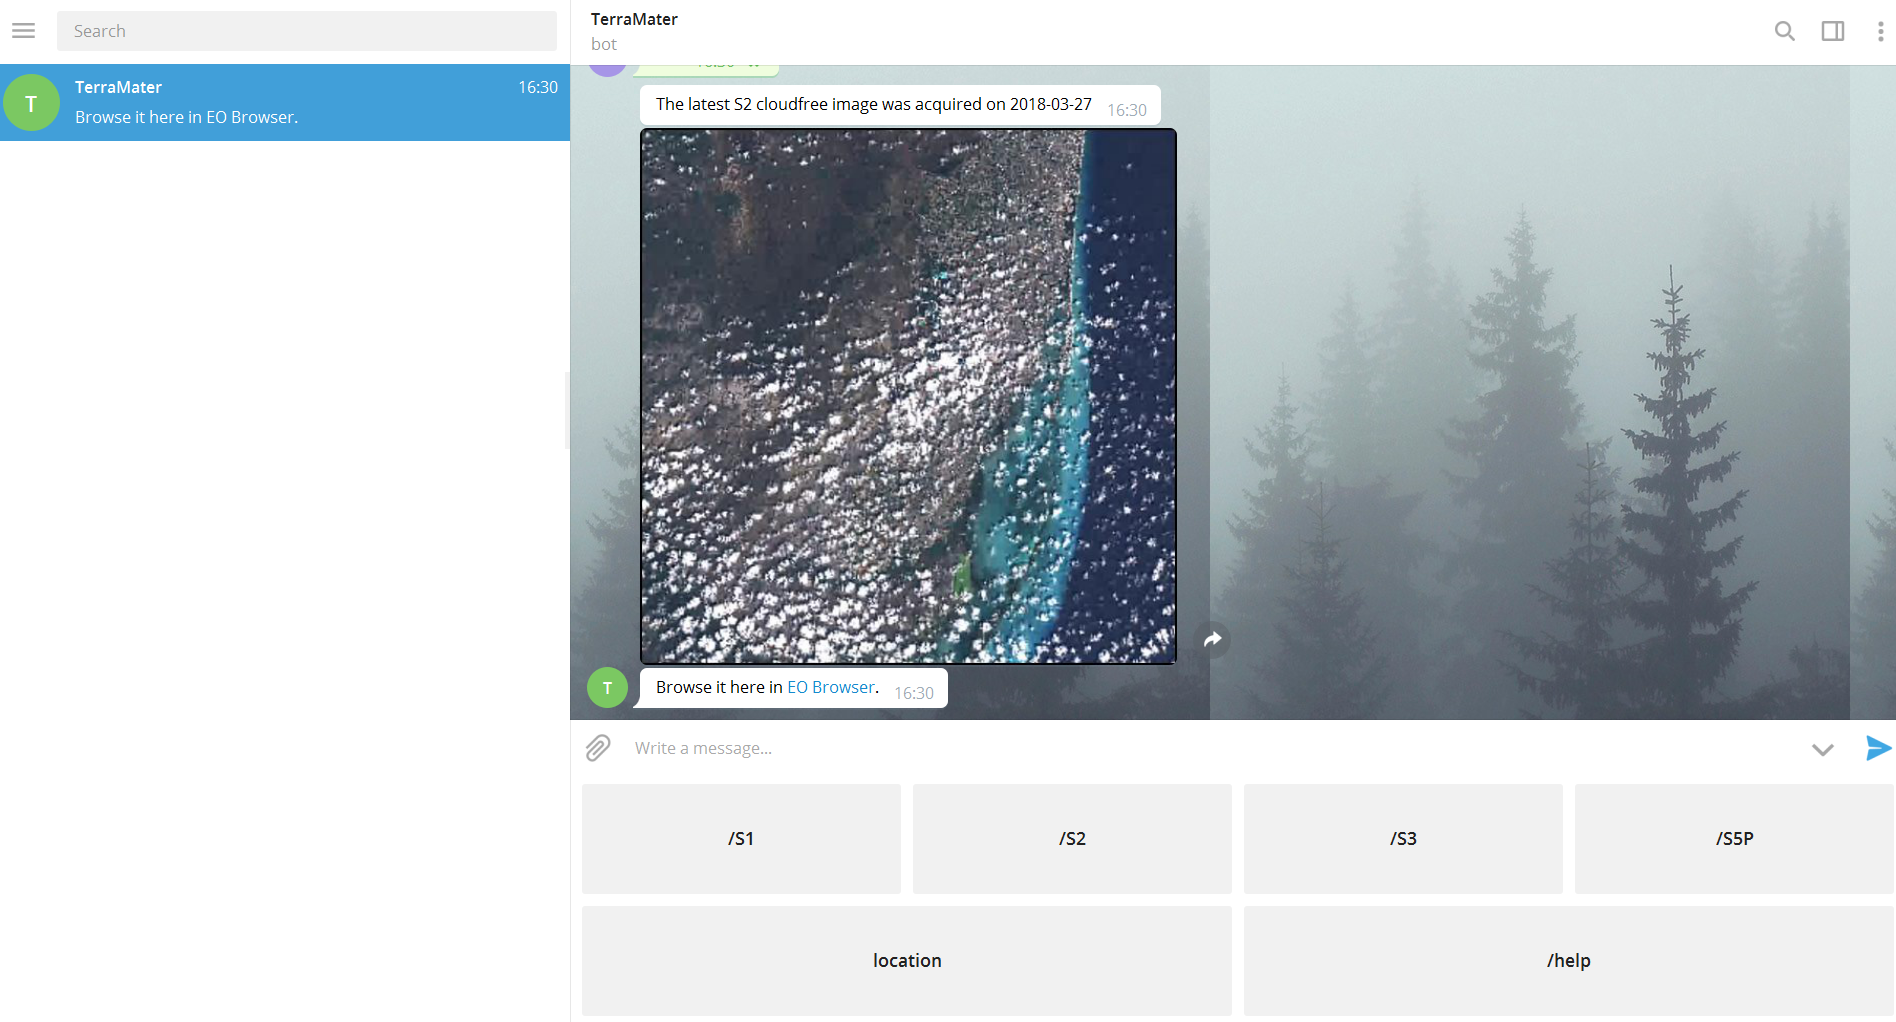 Search
T
TerraMater
16:30
Browse it here in EO Browser.
TerraMater
bot
The latest S2 cloudfree image was acquired on 2018-03-27
16:30
T
Browse it here in EO Browser.
16:30
Write a message...
/S1
/S2
/S3
/S5P
location
/help